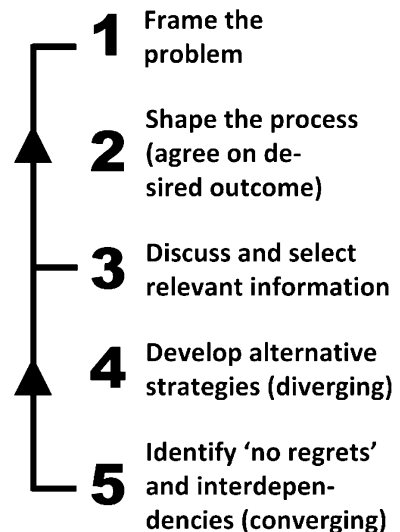 1 Frame the
problem
2 Shape the process
(agree on de-
sired outcome)
3 Discuss and select
relevant information
4 Develop alternative
strategies (diverging)
5 Identify ‘no regrets’
and interdepen-
dencies (converging)